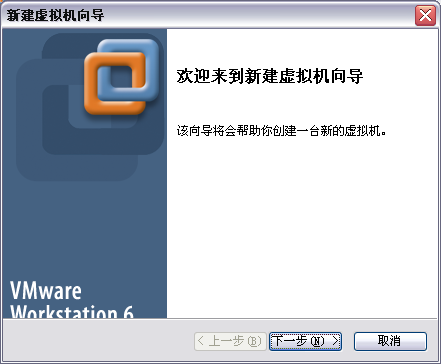 新建虚拟机向导
欢迎来到新建虚拟机向导
该向导将会帮助你创建一台新的虚拟机。
VMware
Workstation 6
< 上一步(B)
下一步(N) >
取消